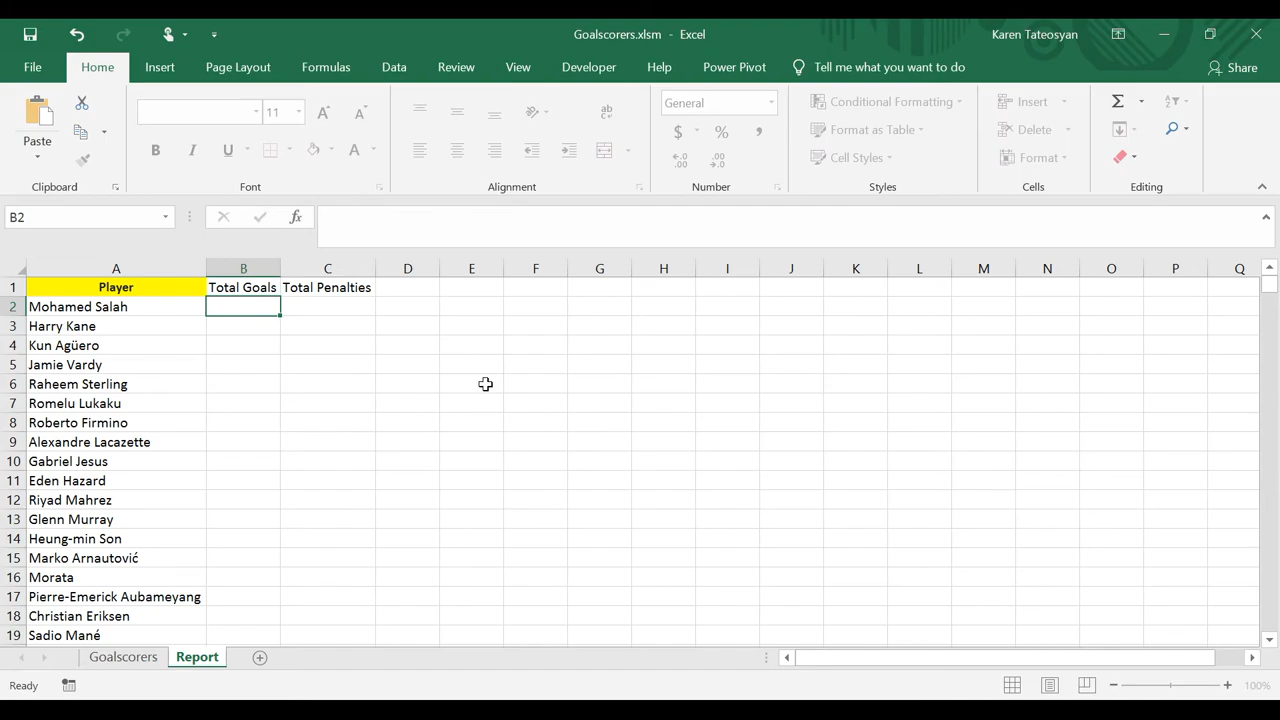 Goalscorers.xlsm - Excel
Karen Tateosyan
File Home Insert Page Layout Formulas Data Review View Developer Help Power Pivot Tell me what you want to do Share
Paste
11
B I U A
General
$ % ,
Conditional Formatting
Format as Table
Cell Styles
Insert
Delete
Format
Clipboard Font Alignment Number Styles Cells Editing
B2 fx
A B C D E F G H I J K L M N O P Q
1 Player Total Goals Total Penalties
2 Mohamed Salah
3 Harry Kane
4 Kun Agüero
5 Jamie Vardy
6 Raheem Sterling
7 Romelu Lukaku
8 Roberto Firmino
9 Alexandre Lacazette
10 Gabriel Jesus
11 Eden Hazard
12 Riyad Mahrez
13 Glenn Murray
14 Heung-min Son
15 Marko Arnautović
16 Morata
17 Pierre-Emerick Aubameyang
18 Christian Eriksen
19 Sadio Mané
Goalscorers Report
Ready 100%